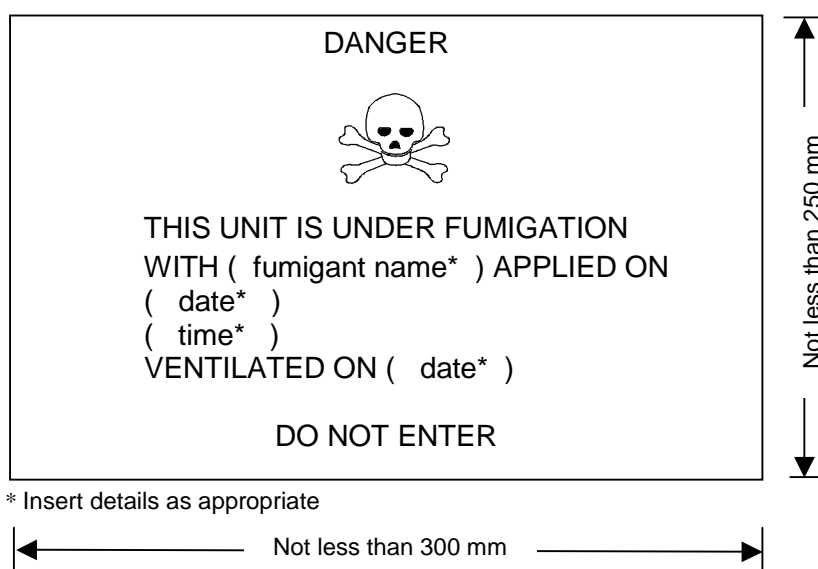 DANGER
THIS UNIT IS UNDER FUMIGATION
WITH ( fumigant name* ) APPLIED ON
( date* )
( time* )
VENTILATED ON ( date* )
DO NOT ENTER
* Insert details as appropriate
Not less than 300 mm
Not less than 250 mm